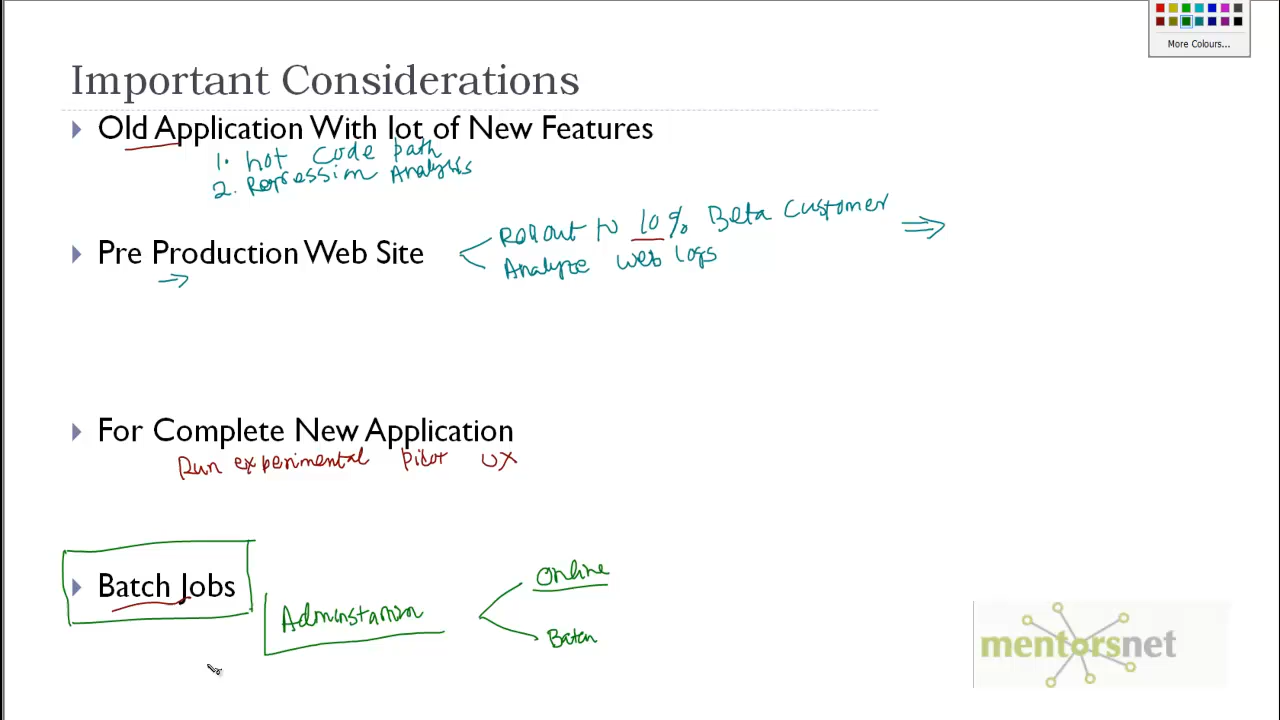 More Colours...
Important Considerations
Old Application With lot of New Features
1. hot code path
2. Regression Analysis
Pre Production Web Site
Rollout to 10% Beta Customer
Analyze web logs
For Complete New Application
Run experimental pilot UX
Batch Jobs
Online
Adminstration
Batch
mentorsnet